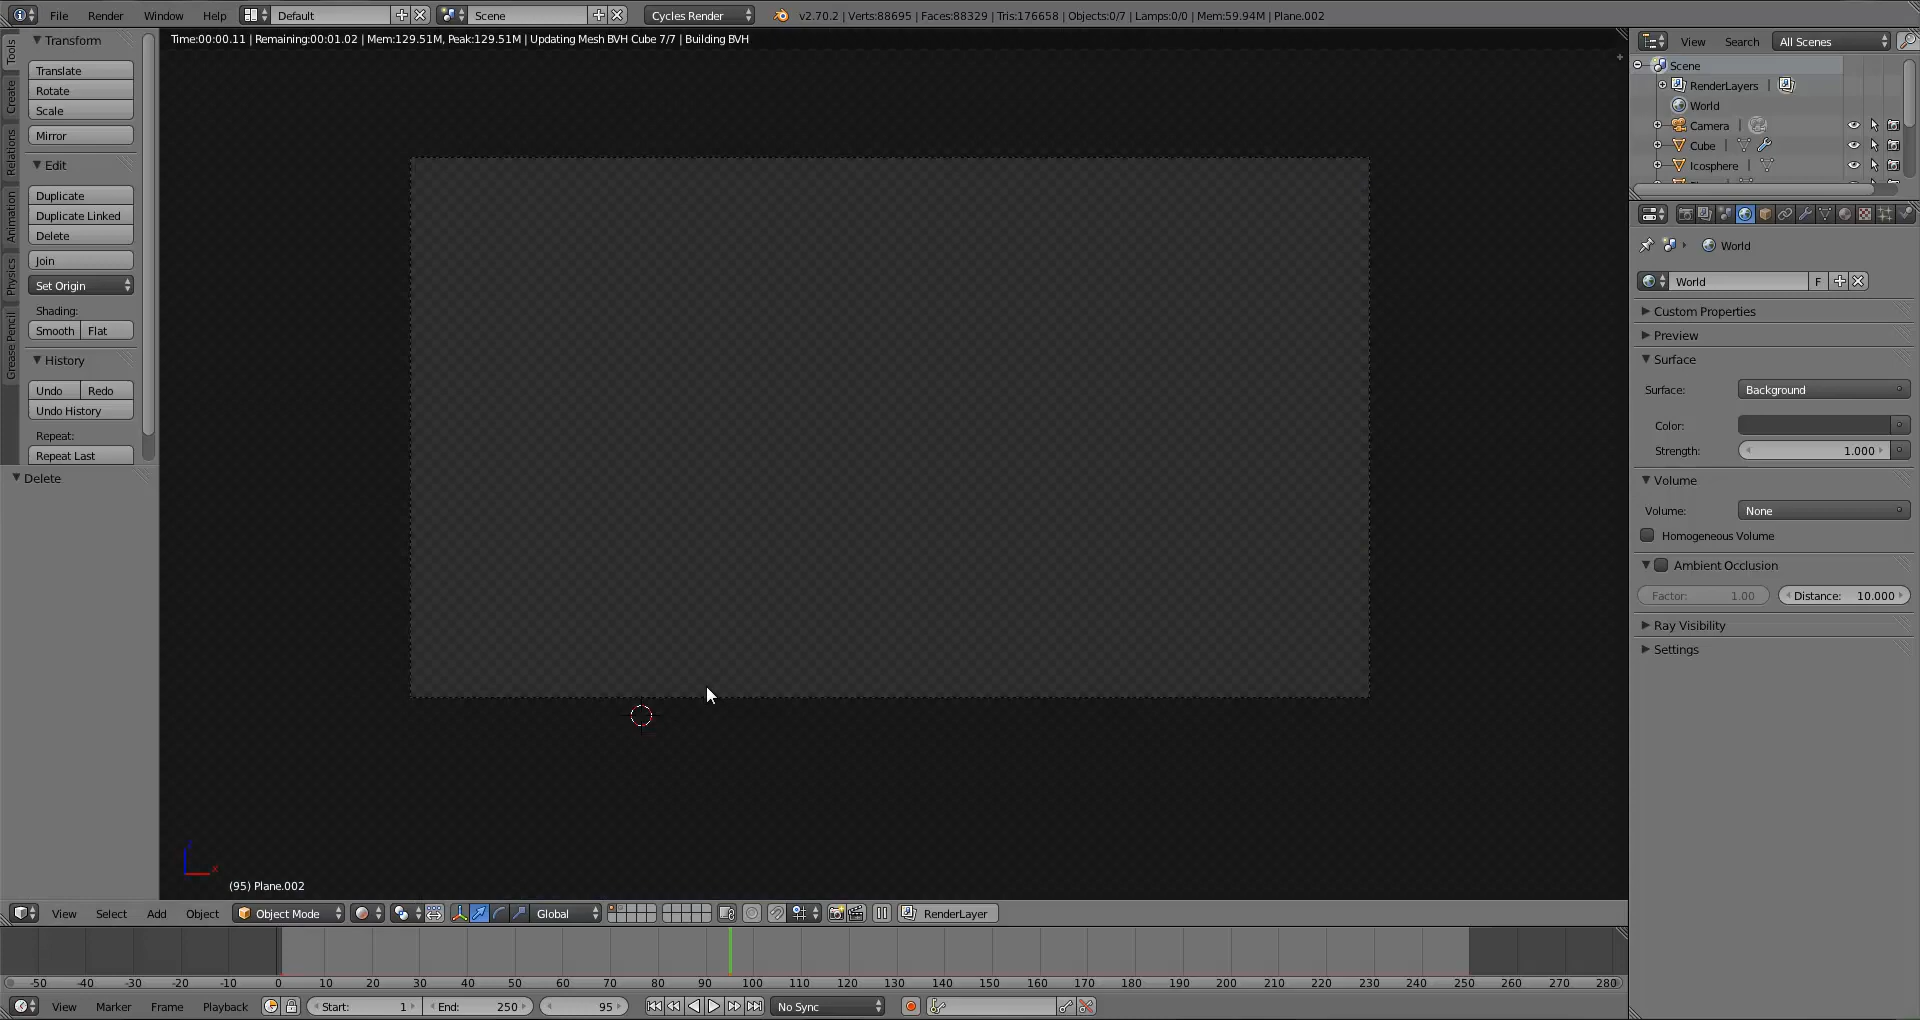 File Render Window Help Default Scene Cycles Render v2.70.2 | Verts:88695 | Faces:88329 | Tris:176658 | Objects:0/7 | Lamps:0/0 | Mem:59.94M | Plane.002
Time:00:00.11 | Remaining:00:01.02 | Mem:129.51M, Peak:129.51M | Updating Mesh BVH Cube 7/7 | Building BVH
Tools
Create
Relations
Animation
Physics
Grease Pencil
Transform
Translate
Rotate
Scale
Mirror
Edit
Duplicate
Duplicate Linked
Delete
Join
Set Origin
Shading:
Smooth Flat
History
Undo Redo
Undo History
Repeat:
Repeat Last
Delete
x
(95) Plane.002
View Search All Scenes
Scene
RenderLayers |
World
Camera |
Cube |
Icosphere |
World
World F
Custom Properties
Preview
Surface
Surface: Background
Color:
Strength: 1.000
Volume
Volume: None
Homogeneous Volume
Ambient Occlusion
Factor: 1.00 Distance: 10.000
Ray Visibility
Settings
View Select Add Object Object Mode Global RenderLayer
-50 -40 -30 -20 -10 0 10 20 30 40 50 60 70 80 90 100 110 120 130 140 150 160 170 180 190 200 210 220 230 240 250 260 270 280
View Marker Frame Playback Start: 1 End: 250 95 No Sync